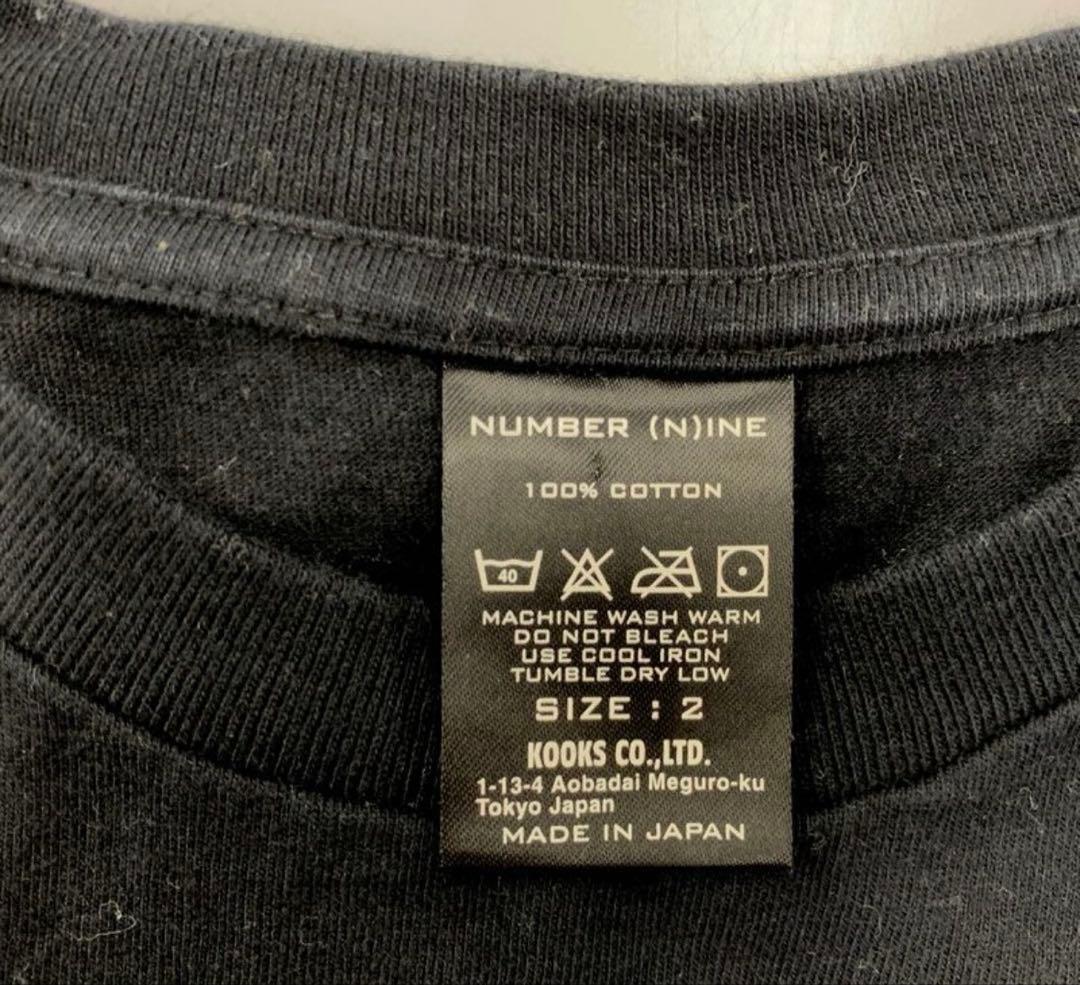 NUMBER (N)INE
100% COTTON
40
MACHINE WASH WARM
DO NOT BLEACH
USE COOL IRON
TUMBLE DRY LOW
SIZE : 2
KOOKS CO.,LTD.
1-13-4 Aobadai Meguro-ku
Tokyo Japan
MADE IN JAPAN